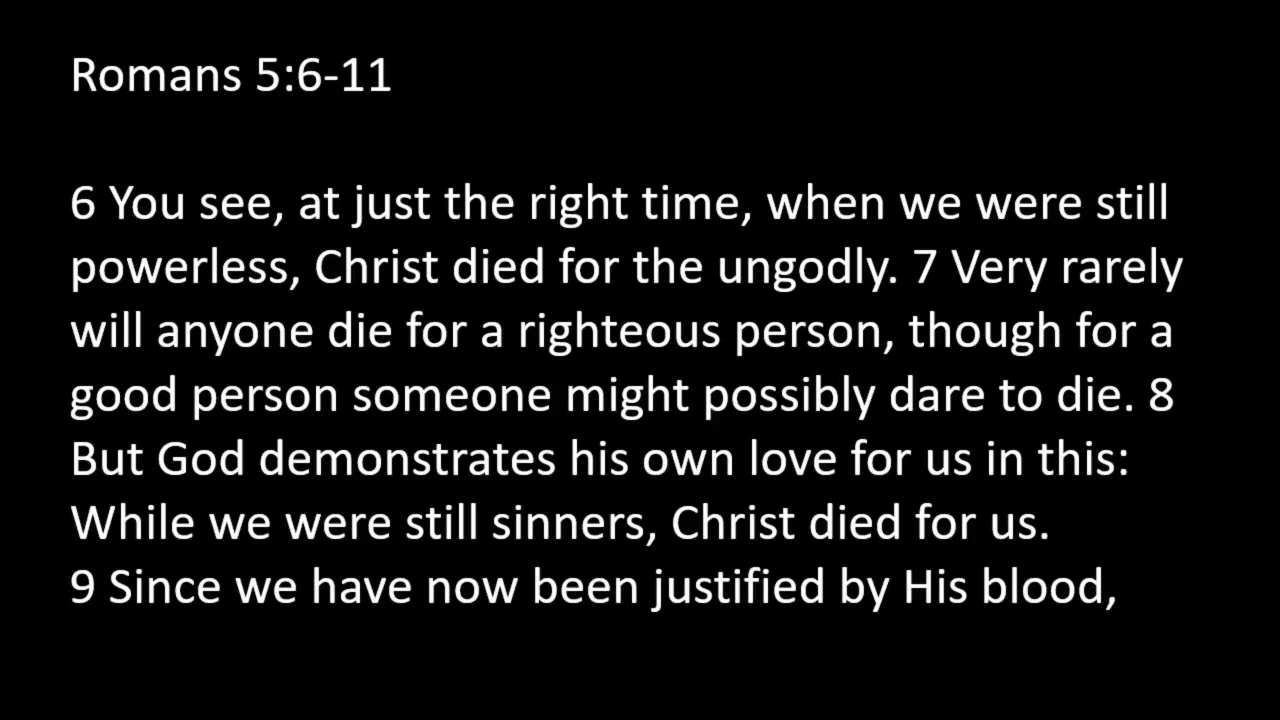 Romans 5:6-11
6 You see, at just the right time, when we were still
powerless, Christ died for the ungodly. 7 Very rarely
will anyone die for a righteous person, though for a
good person someone might possibly dare to die. 8
But God demonstrates his own love for us in this:
While we were still sinners, Christ died for us.
9 Since we have now been justified by His blood,